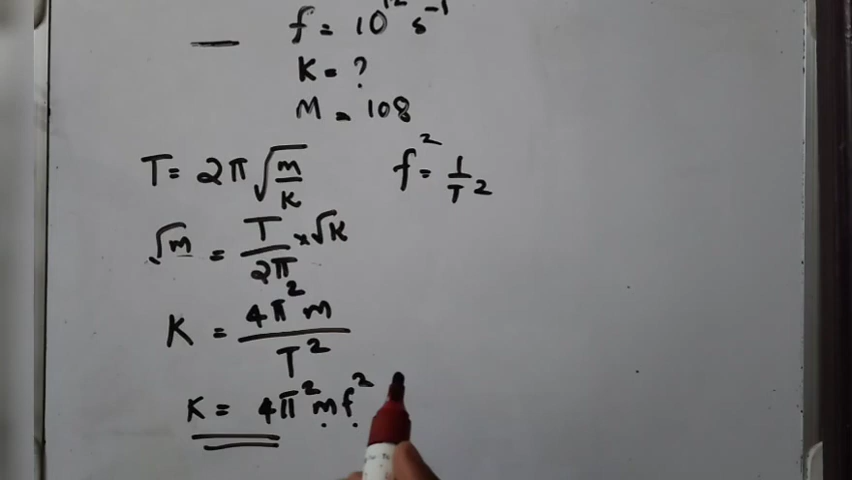 f = 10¹² s⁻¹
K = ?
M = 108
T = 2π√(m/K)
f² = 1/T²
√m = T/2π × √K
K = 4π²m/T²
K = 4π²mf²